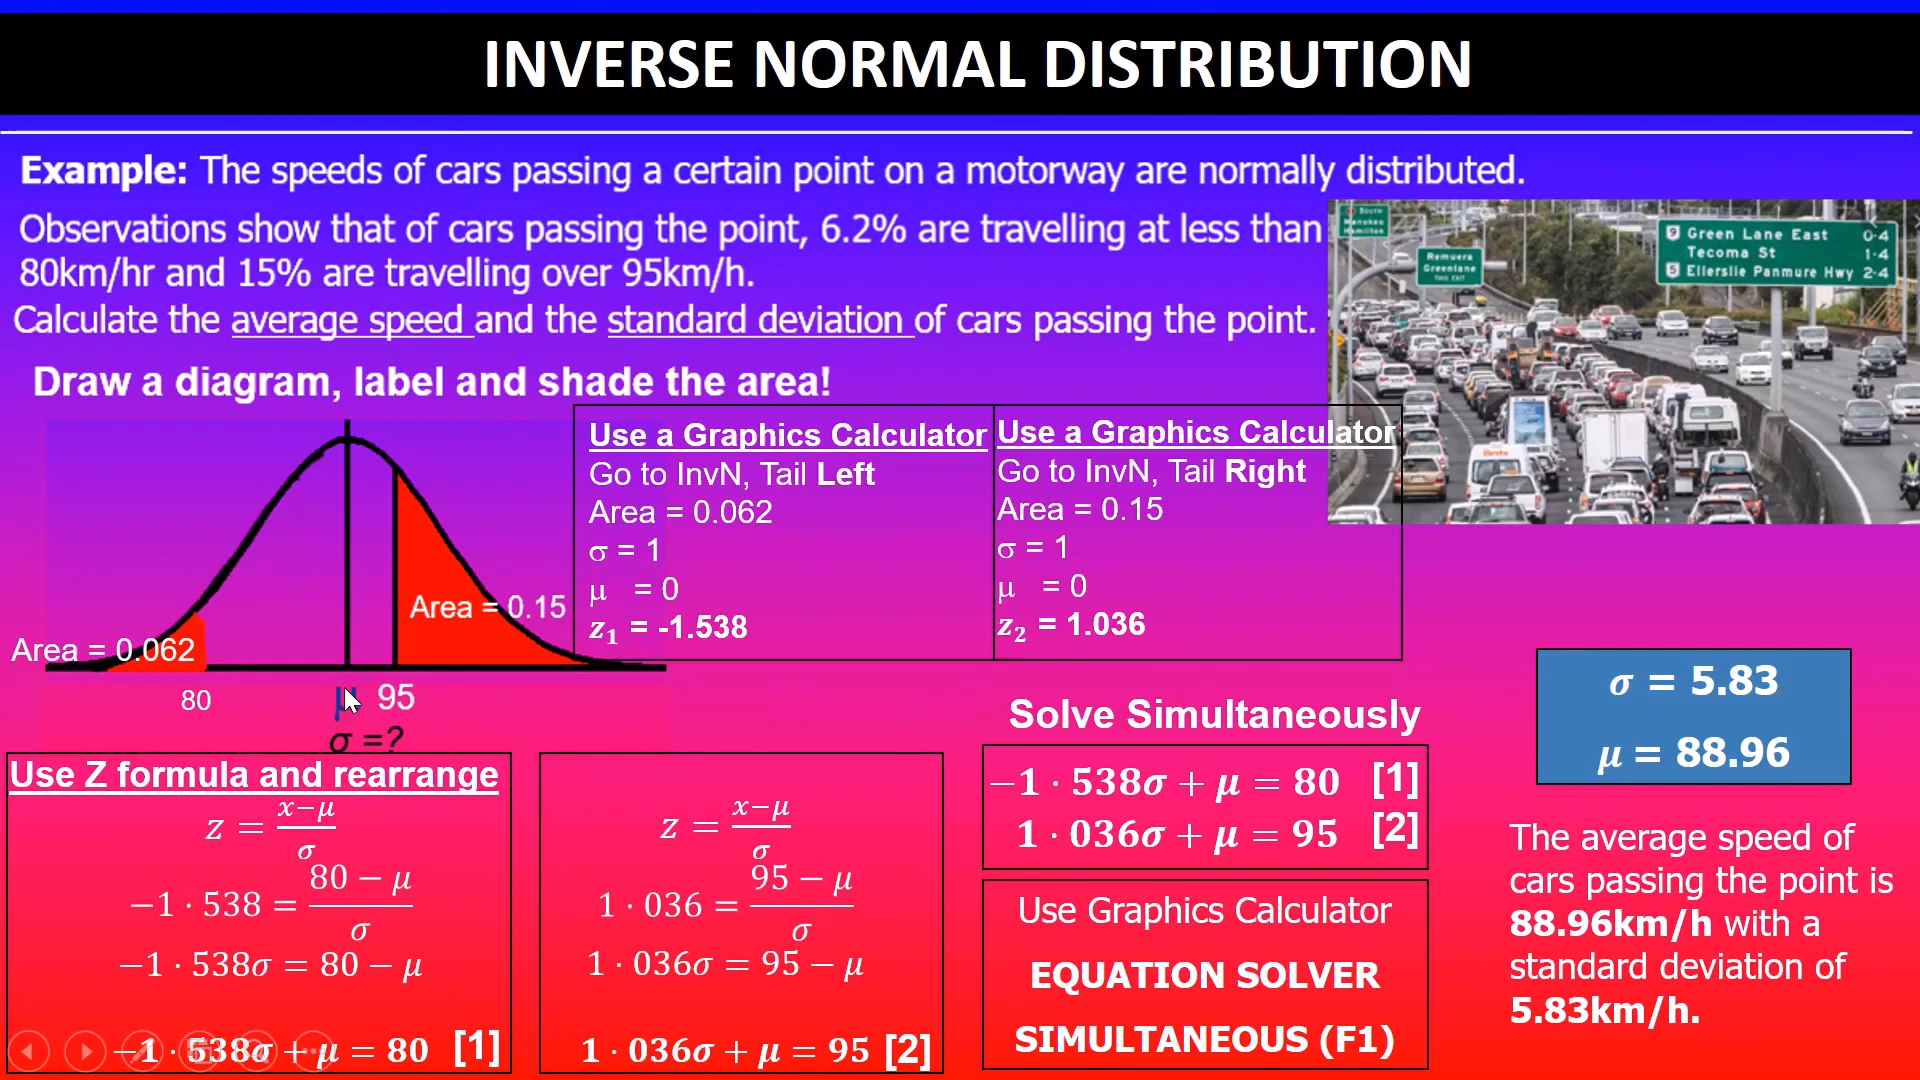 INVERSE NORMAL DISTRIBUTION
Example: The speeds of cars passing a certain point on a motorway are normally distributed.
Observations show that of cars passing the point, 6.2% are travelling at less than
80km/hr and 15% are travelling over 95km/h.
Calculate the average speed and the standard deviation of cars passing the point.
SOUTH
Manukau
Hamilton
Remuera
Greenlane
THIS EXIT
9 Green Lane East 0·4
Tecoma St 1·4
5 Ellerslie Panmure Hwy 2·4
Draw a diagram, label and shade the area!
Area = 0.062
Area = 0.15
80
μ 95
σ =?
Use a Graphics Calculator
Go to InvN, Tail Left
Area = 0.062
σ = 1
μ = 0
z₁ = -1.538
Use a Graphics Calculator
Go to InvN, Tail Right
Area = 0.15
σ = 1
μ = 0
z₂ = 1.036
Use Z formula and rearrange
z = (x−μ)/σ
−1·538 = (80 − μ)/σ
−1·538σ = 80 − μ
−1·538σ + μ = 80 [1]
z = (x−μ)/σ
1·036 = (95 − μ)/σ
1·036σ = 95 − μ
1·036σ + μ = 95 [2]
Solve Simultaneously
−1·538σ + μ = 80 [1]
1·036σ + μ = 95 [2]
Use Graphics Calculator
EQUATION SOLVER
SIMULTANEOUS (F1)
σ = 5.83
μ = 88.96
The average speed of
cars passing the point is
88.96km/h with a
standard deviation of
5.83km/h.